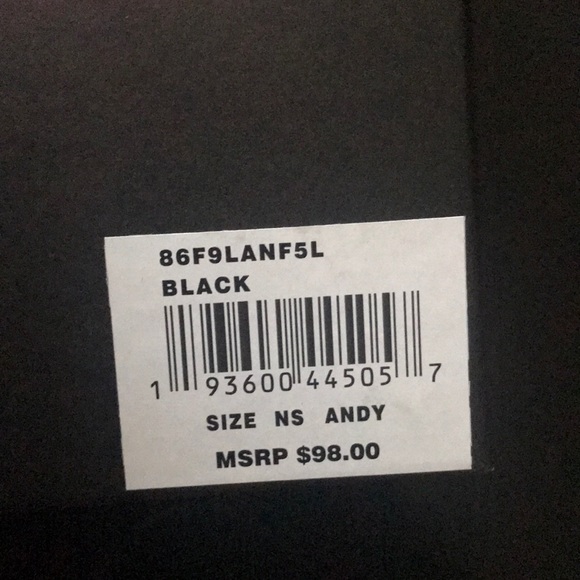 86F9LANF5L
BLACK
1 93600 44505 7
SIZE NS ANDY
MSRP $98.00